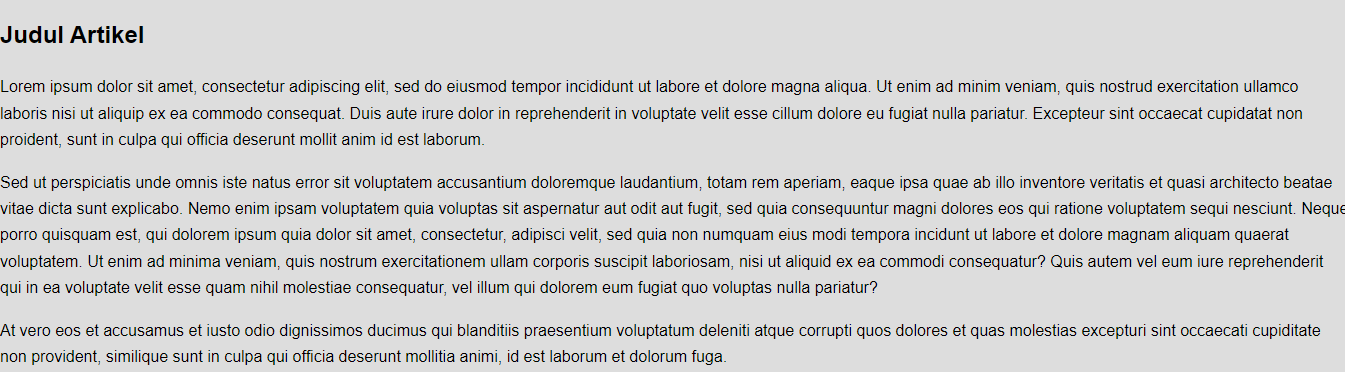 Judul Artikel
Lorem ipsum dolor sit amet, consectetur adipiscing elit, sed do eiusmod tempor incididunt ut labore et dolore magna aliqua. Ut enim ad minim veniam, quis nostrud exercitation ullamco
laboris nisi ut aliquip ex ea commodo consequat. Duis aute irure dolor in reprehenderit in voluptate velit esse cillum dolore eu fugiat nulla pariatur. Excepteur sint occaecat cupidatat non
proident, sunt in culpa qui officia deserunt mollit anim id est laborum.
Sed ut perspiciatis unde omnis iste natus error sit voluptatem accusantium doloremque laudantium, totam rem aperiam, eaque ipsa quae ab illo inventore veritatis et quasi architecto beatae
vitae dicta sunt explicabo. Nemo enim ipsam voluptatem quia voluptas sit aspernatur aut odit aut fugit, sed quia consequuntur magni dolores eos qui ratione voluptatem sequi nesciunt. Neque
porro quisquam est, qui dolorem ipsum quia dolor sit amet, consectetur, adipisci velit, sed quia non numquam eius modi tempora incidunt ut labore et dolore magnam aliquam quaerat
voluptatem. Ut enim ad minima veniam, quis nostrum exercitationem ullam corporis suscipit laboriosam, nisi ut aliquid ex ea commodi consequatur? Quis autem vel eum iure reprehenderit
qui in ea voluptate velit esse quam nihil molestiae consequatur, vel illum qui dolorem eum fugiat quo voluptas nulla pariatur?
At vero eos et accusamus et iusto odio dignissimos ducimus qui blanditiis praesentium voluptatum deleniti atque corrupti quos dolores et quas molestias excepturi sint occaecati cupiditate
non provident, similique sunt in culpa qui officia deserunt mollitia animi, id est laborum et dolorum fuga.